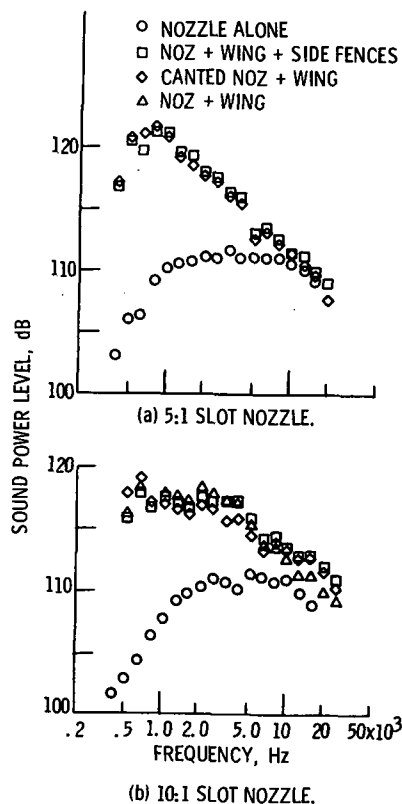 NOZZLE ALONE
NOZ + WING + SIDE FENCES
CANTED NOZ + WING
NOZ + WING
120
110
100
(a) 5:1 SLOT NOZZLE.
SOUND POWER LEVEL, dB
120
110
100
.2 .5 1.0 2.0 5.0 10 20 50x10³
FREQUENCY, Hz
(b) 10:1 SLOT NOZZLE.